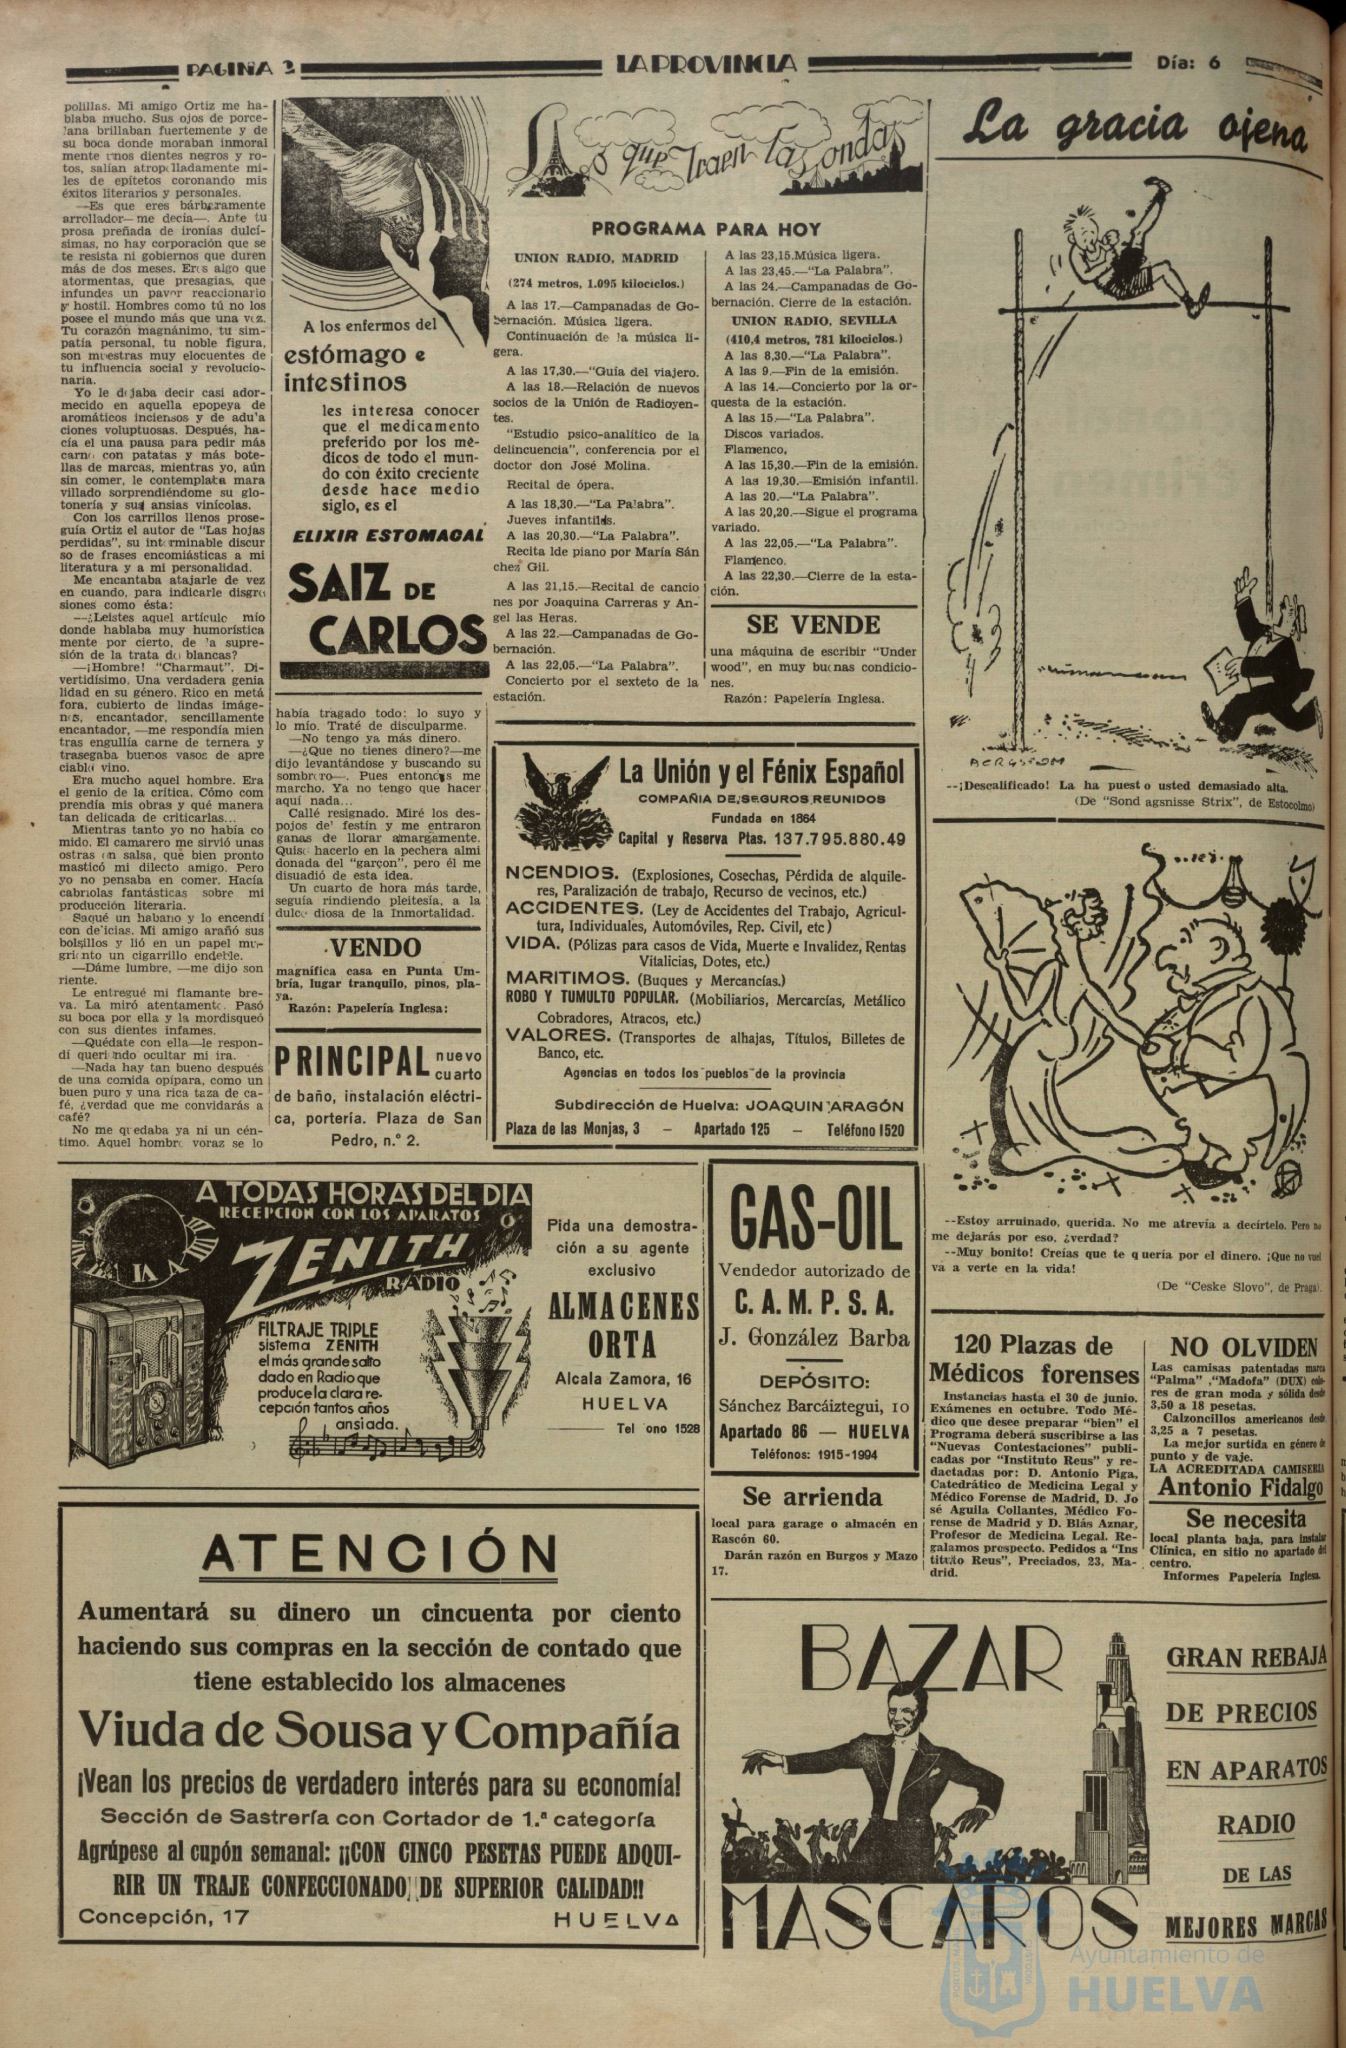 PAGINA 2
LA PROVINCIA
Día: 6
polillas. Mi amigo Ortiz me ha-
blaba mucho. Sus ojos de porce-
lana brillaban fuertemente y de
su boca donde moraban inmoral
mente unos dientes negros y ro-
tos, salían atropelladamente mi-
les de epítetos coronando mis
éxitos literarios y personales.
—Es que eres bárbaramente
arrollador— me decía—. Ante tu
prosa preñada de ironías dulcí-
simas, no hay corporación que se
te resista ni gobiernos que duren
más de dos meses. Eres algo que
atormentas, que presagias, que
infundes un pavor reaccionario
y hostil. Hombres como tú no los
posee el mundo más que una vez.
Tu corazón magnánimo, tu sim-
patía personal, tu noble figura,
son muestras muy elocuentes de
tu influencia social y revolucio-
naria.
Yo le dejaba decir casi ador-
mecido en aquella epopeya de
aromáticos inciensos y de adula
ciones voluptuosas. Después, ha-
cía el una pausa para pedir más
carne con patatas y más bote-
llas de marcas, mientras yo, aún
sin comer, le contemplata mara
villado sorprendiéndome su glo-
tonería y sus ansias vinícolas.
Con los carrillos llenos prose-
guía Ortiz el autor de "Las hojas
perdidas", su interminable discur
so de frases encomiásticas a mi
literatura y a mi personalidad.
Me encantaba atajarle de vez
en cuando, para indicarle disgre
siones como ésta:
—¿Leistes aquel artículo mío
donde hablaba muy humorística
mente por cierto, de la supre-
sión de la trata de blancas?
—¡Hombre! "Charmaut". Di-
vertidísimo. Una verdadera genia
lidad en su género. Rico en metá
fora, cubierto de lindas imáge-
nes, encantador, sencillamente
encantador, —me respondía mien
tras engullía carne de ternera y
trasegaba buenos vasos de apre
ciable vino.
Era mucho aquel hombre. Era
el genio de la crítica. Cómo com
prendía mis obras y qué manera
tan delicada de criticarlas...
Mientras tanto yo no había co
mido. El camarero me sirvió unas
ostras en salsa, que bien pronto
masticó mi dilecto amigo. Pero
yo no pensaba en comer. Hacía
cabriolas fantásticas sobre mi
producción literaria.
Saqué un habano y lo encendí
con delicias. Mi amigo arañó sus
bolsillos y lió en un papel mu-
griento un cigarrillo endeble.
—Dáme lumbre, —me dijo son
riente.
Le entregué mi flamante bre-
va. La miró atentamente. Pasó
su boca por ella y la mordisqueó
con sus dientes infames.
—Quédate con ella—le respon-
dí queriendo ocultar mi ira.
—Nada hay tan bueno después
de una comida opípara, como un
buen puro y una rica taza de ca-
fé, ¿verdad que me convidarás a
café?
No me quedaba ya ni un cén-
timo. Aquel hombre voraz se lo
A los enfermos del
estómago e
intestinos
les interesa conocer
que el medicamento
preferido por los mé-
dicos de todo el mun-
do con éxito creciente
desde hace medio
siglo, es el
ELIXIR ESTOMACAL
SAIZ DE
CARLOS
había tragado todo: lo suyo y
lo mío. Traté de disculparme.
—No tengo ya más dinero.
—¿Que no tienes dinero?—me
dijo levantándose y buscando su
sombrero—. Pues entonces me
marcho. Ya no tengo que hacer
aquí nada...
Callé resignado. Miré los des-
pojos de' festín y me entraron
ganas de llorar amargamente.
Quise hacerlo en la pechera almi
donada del "garçon", pero él me
disuadió de esta idea.
Un cuarto de hora más tarde,
seguía rindiendo pleitesía, a la
dulce diosa de la Inmortalidad.
VENDO
magnífica casa en Punta Um-
bría, lugar tranquilo, pinos, pla-
ya.
Razón: Papelería Inglesa:
PRINCIPAL nuevo
cuarto
de baño, instalación eléctri-
ca, portería. Plaza de San
Pedro, n.º 2.
Lo que traen las ondas
PROGRAMA PARA HOY
UNION RADIO, MADRID
(274 metros, 1.095 kilociclos.)
A las 17.—Campanadas de Go-
bernación. Música ligera.
Continuación de la música li-
gera.
A las 17,30.—"Guía del viajero.
A las 18.—Relación de nuevos
socios de la Unión de Radioyen-
tes.
"Estudio psico-analítico de la
delincuencia", conferencia por el
doctor don José Molina.
Recital de ópera.
A las 18,30.—"La Palabra".
Jueves infantiles.
A las 20,30.—"La Palabra".
Recita lde piano por María Sán
chez Gil.
A las 21,15.—Recital de cancio
nes por Joaquina Carreras y An-
gel las Heras.
A las 22.—Campanadas de Go-
bernación.
A las 22,05.—"La Palabra".
Concierto por el sexteto de la
estación.
A las 23,15.Música ligera.
A las 23,45.—"La Palabra".
A las 24.—Campanadas de Go-
bernación. Cierre de la estación.
UNION RADIO, SEVILLA
(410,4 metros, 781 kilociclos.)
A las 8,30.—"La Palabra".
A las 9.—Fin de la emisión.
A las 14.—Concierto por la or-
questa de la estación.
A las 15.—"La Palabra".
Discos variados.
Flamenco,
A las 15,30.—Fin de la emisión.
A las 19,30.—Emisión infantil.
A las 20.—"La Palabra".
A las 20,20.—Sigue el programa
variado.
A las 22,05.—"La Palabra".
Flamenco.
A las 22,30.—Cierre de la esta-
ción.
SE VENDE
una máquina de escribir "Under
wood", en muy buenas condicio-
nes.
Razón: Papelería Inglesa.
La Unión y el Fénix Español
COMPAÑIA DE SEGUROS REUNIDOS
Fundada en 1864
Capital y Reserva Ptas. 137.795.880.49
NCENDIOS. (Explosiones, Cosechas, Pérdida de alquile-
res, Paralización de trabajo, Recurso de vecinos, etc.)
ACCIDENTES. (Ley de Accidentes del Trabajo, Agricul-
tura, Individuales, Automóviles, Rep. Civil, etc)
VIDA. (Pólizas para casos de Vida, Muerte e Invalidez, Rentas
Vitalicias, Dotes, etc.)
MARITIMOS. (Buques y Mercancías.)
ROBO Y TUMULTO POPULAR. (Mobiliarios, Mercarcías, Metálico
Cobradores, Atracos, etc.)
VALORES. (Transportes de alhajas, Títulos, Billetes de
Banco, etc.
Agencias en todos los pueblos de la provincia
Subdirección de Huelva: JOAQUIN ARAGÓN
Plaza de las Monjas, 3 — Apartado 125 — Teléfono 1520
La gracia ajena
--¡Descalificado! La ha puesto usted demasiado alta.
(De "Sond agsnisse Strix", de Estocolmo)
--Estoy arruinado, querida. No me atrevía a decírtelo. Pero no
me dejarás por eso. ¿verdad?
--Muy bonito! Creías que te quería por el dinero. ¡Que no vuel
va a verte en la vida!
(De "Ceske Slovo", de Praga).
A TODAS HORAS DEL DIA
RECEPCION CON LOS APARATOS
ZENITH
RADIO
FILTRAJE TRIPLE
sistema ZENITH
el más grande salto
dado en Radio que
produce la clara re-
cepción tantos años
ansiada.
Pida una demostra-
ción a su agente
exclusivo
ALMACENES
ORTA
Alcala Zamora, 16
HUELVA
Tel ono 1528
GAS-OIL
Vendedor autorizado de
C. A. M. P. S. A.
J. González Barba
DEPÓSITO:
Sánchez Barcáiztegui, 10
Apartado 86 — HUELVA
Teléfonos: 1915-1994
Se arrienda
local para garage o almacén en
Rascón 60.
Darán razón en Burgos y Mazo
17.
120 Plazas de
Médicos forenses
Instancias hasta el 30 de junio.
Exámenes en octubre. Todo Mé-
dico que desee preparar "bien" el
Programa deberá suscribirse a las
"Nuevas Contestaciones" publi-
cadas por "Instituto Reus" y re-
dactadas por: D. Antonio Piga,
Catedrático de Medicina Legal y
Médico Forense de Madrid, D. Jo
sé Aguila Collantes, Médico Fo-
rense de Madrid y D. Blás Aznar,
Profesor de Medicina Legal. Re-
galamos prospecto. Pedidos a "Ins
tituto Reus", Preciados, 23, Ma-
drid.
NO OLVIDEN
Las camisas patentadas marca
"Palma" ,"Madofa" (DUX) colo-
res de gran moda y sólida desde
3,50 a 18 pesetas.
Calzoncillos americanos desde
3,25 a 7 pesetas.
La mejor surtida en género de
punto y de vaje.
LA ACREDITADA CAMISERIA
Antonio Fidalgo
Se necesita
local planta baja, para instalar
Clínica, en sitio no apartado del
centro.
Informes Papelería Inglesa.
ATENCIÓN
Aumentará su dinero un cincuenta por ciento
haciendo sus compras en la sección de contado que
tiene establecido los almacenes
Viuda de Sousa y Compañía
¡Vean los precios de verdadero interés para su economía!
Sección de Sastrería con Cortador de 1.ª categoría
Agrúpese al cupón semanal: ¡¡CON CINCO PESETAS PUEDE ADQUI-
RIR UN TRAJE CONFECCIONADO DE SUPERIOR CALIDAD!!
Concepción, 17 HUELVA
BAZAR
MASCAROS
GRAN REBAJA
DE PRECIOS
EN APARATOS
RADIO
DE LAS
MEJORES MARCAS
Ayuntamiento de
HUELVA